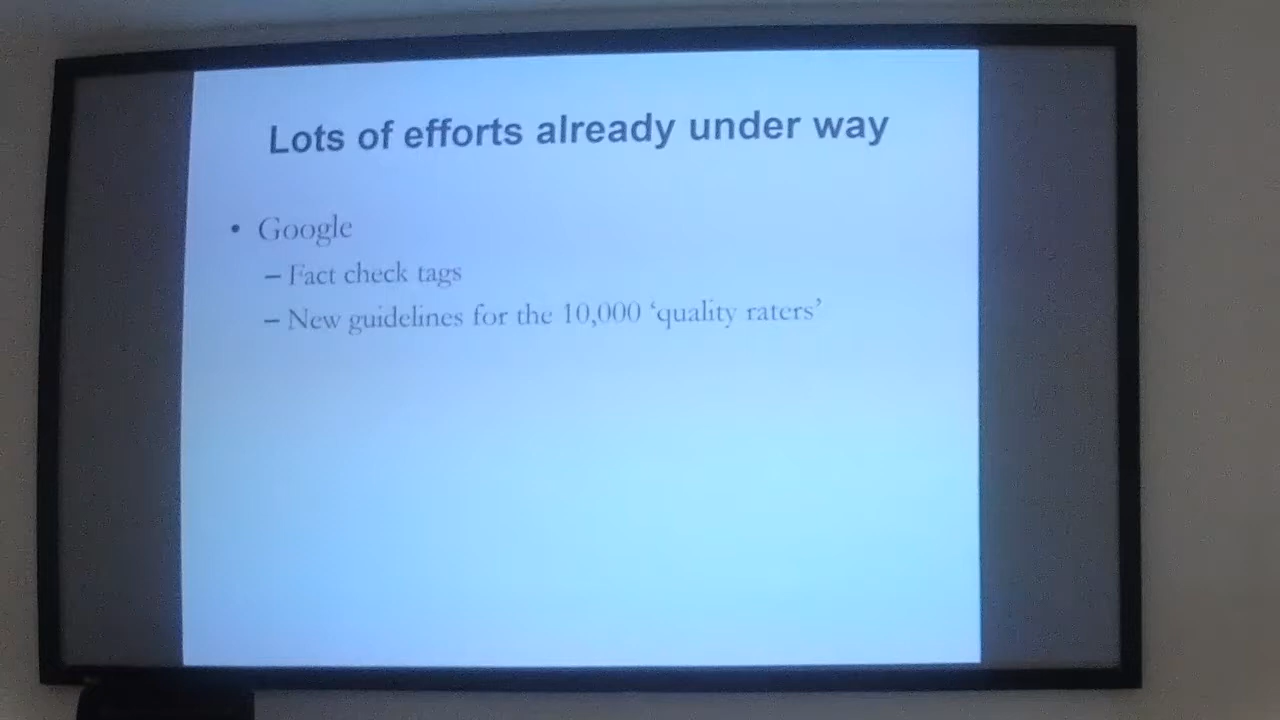 Lots of efforts already under way
• Google
– Fact check tags
– New guidelines for the 10,000 ‘quality raters’